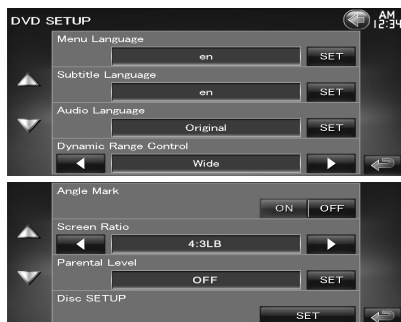 DVD SETUP
AM
12:34
Menu Language
en SET
Subtitle Language
en SET
Audio Language
Original SET
Dynamic Range Control
Wide
Angle Mark
ON OFF
Screen Ratio
4:3LB
Parental Level
OFF SET
Disc SETUP
SET